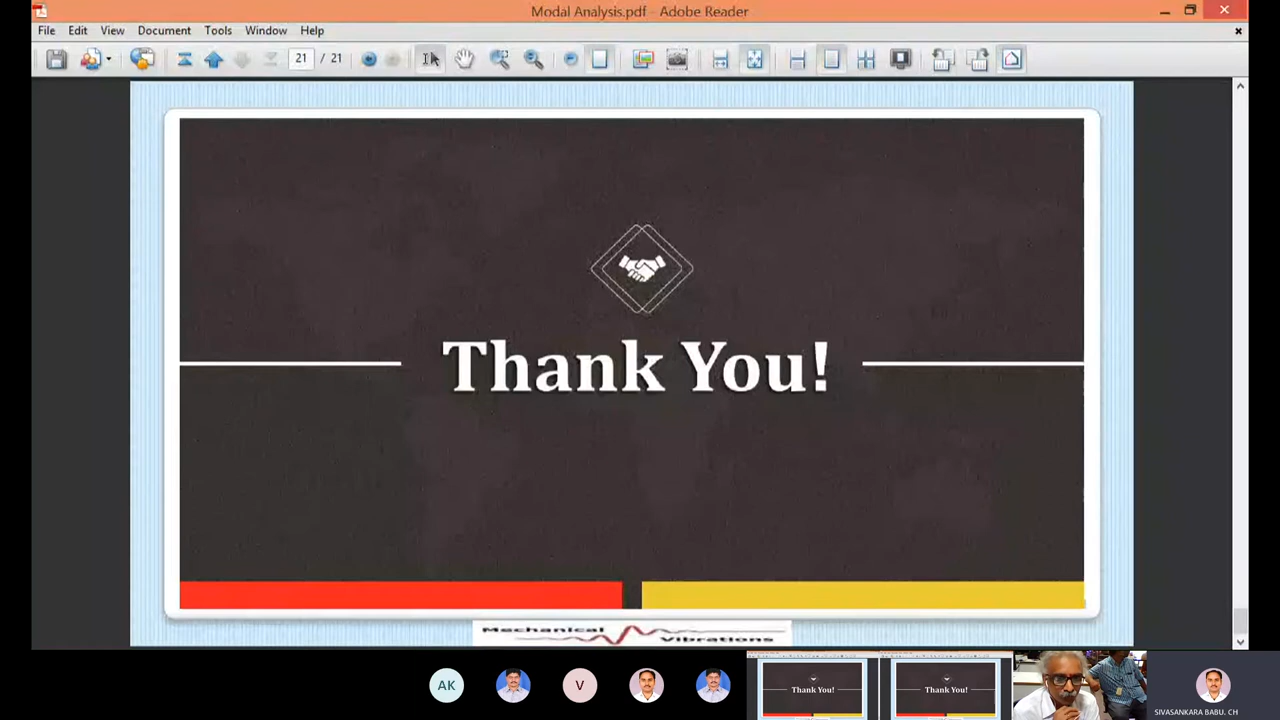 Modal Analysis.pdf - Adobe Reader
File Edit View Document Tools Window Help
21 / 21
Thank You!
Mechanical
Vibrations
AK
V
Thank You!
Thank You!
SIVASANKARA BABU. CH